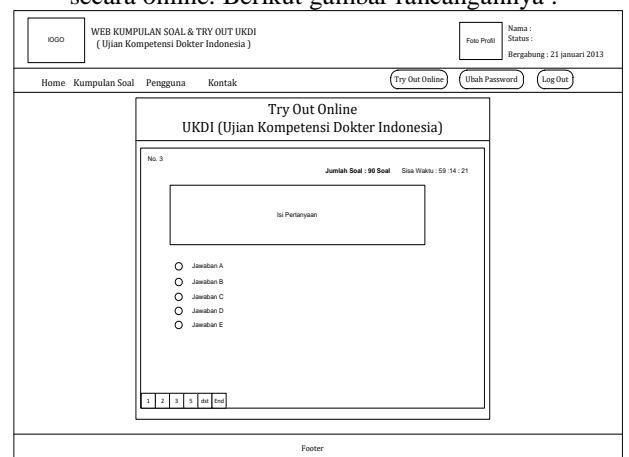 secara online. Berikut gambar rancangannya :
lOGO
WEB KUMPULAN SOAL & TRY OUT UKDI
( Ujian Kompetensi Dokter Indonesia )
Foto Profil
Nama :
Status :
Bergabung : 21 januari 2013
Home Kumpulan Soal Pengguna Kontak
Try Out Online Ubah Password Log Out
Try Out Online
UKDI (Ujian Kompetensi Dokter Indonesia)
No. 3
Jumlah Soal : 90 Soal Sisa Waktu : 59 :14 : 21
Isi Pertanyaan
Jawaban A
Jawaban B
Jawaban C
Jawaban D
Jawaban E
1 2 3 5 dst End
Footer